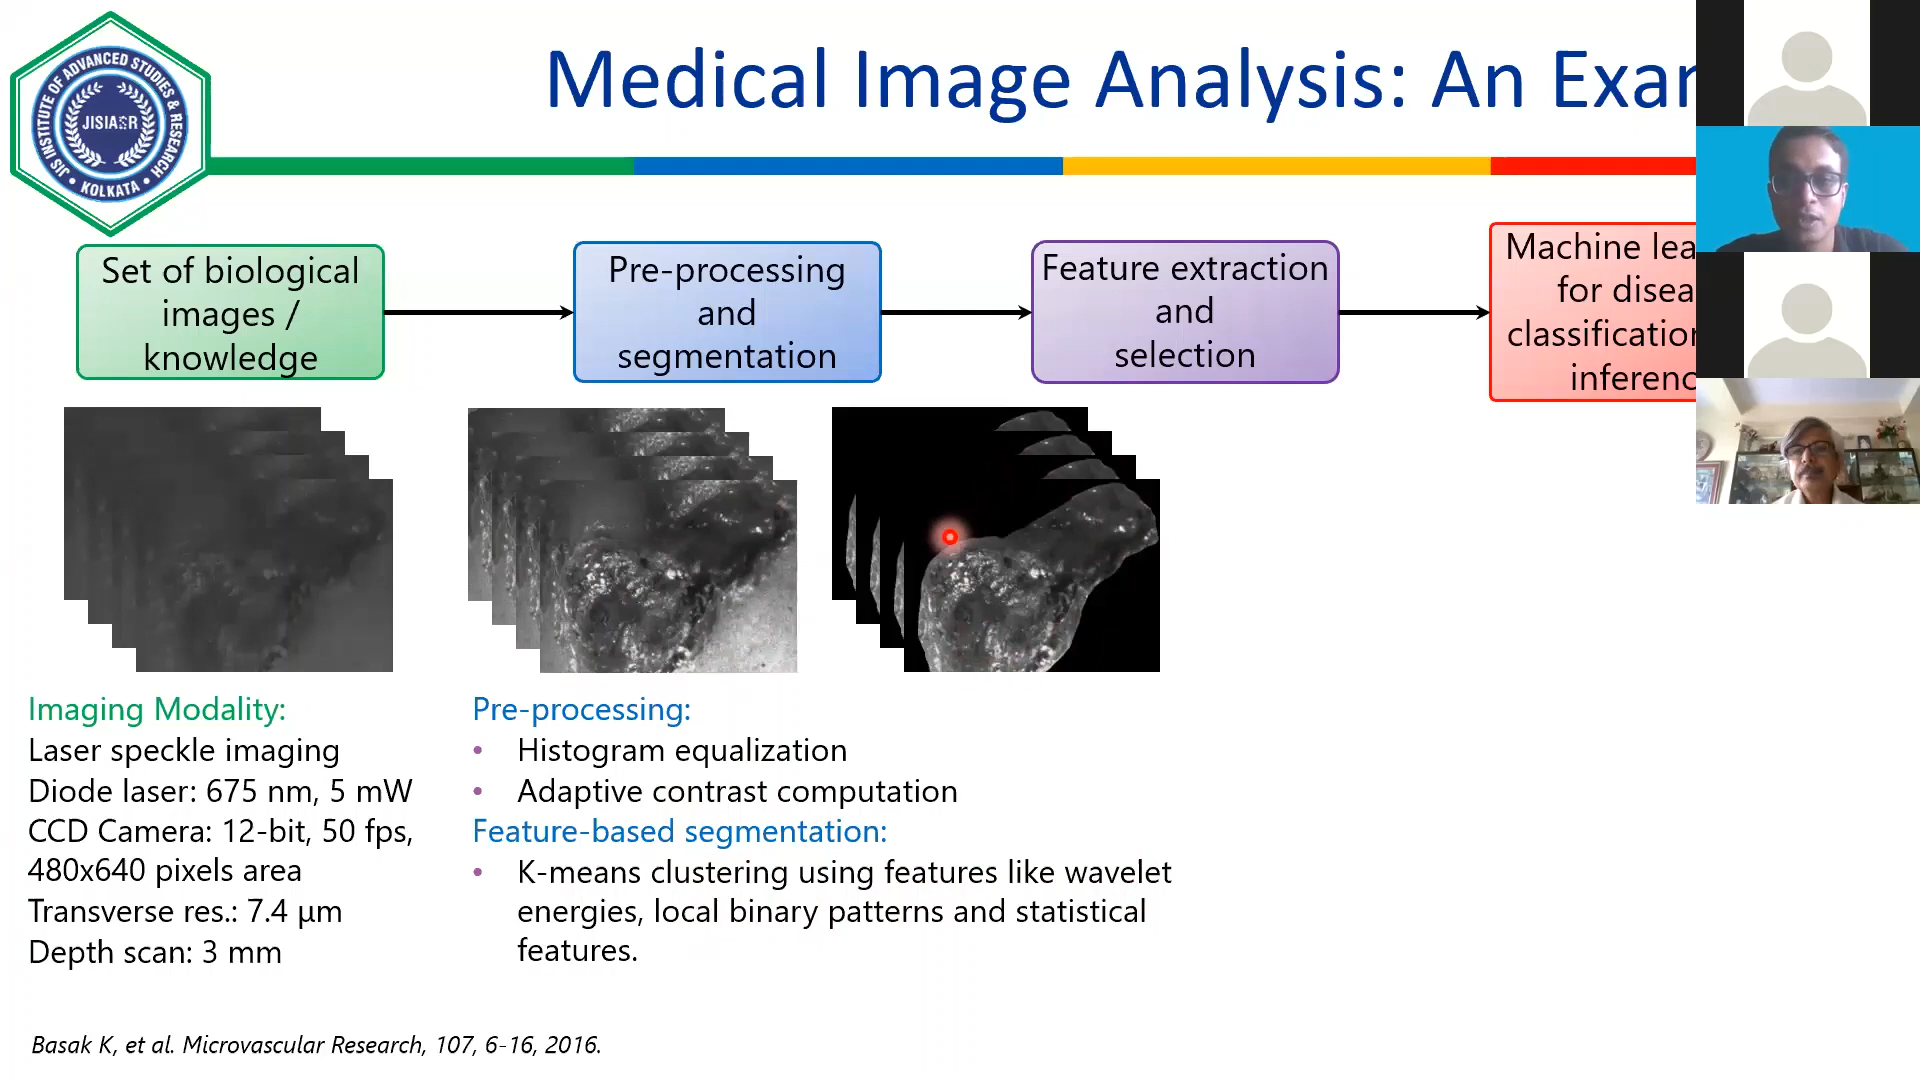 JIS INSTITUTE OF ADVANCED STUDIES & RESEARCH
JISIASR
• KOLKATA •
Medical Image Analysis: An Exa
Set of biological
images /
knowledge
Pre-processing
and
segmentation
Feature extraction
and
selection
Machine lea
for disea
classification
inferenc
Imaging Modality:
Laser speckle imaging
Diode laser: 675 nm, 5 mW
CCD Camera: 12-bit, 50 fps,
480x640 pixels area
Transverse res.: 7.4 µm
Depth scan: 3 mm
Pre-processing:
• Histogram equalization
• Adaptive contrast computation
Feature-based segmentation:
• K-means clustering using features like wavelet
energies, local binary patterns and statistical
features.
Basak K, et al. Microvascular Research, 107, 6-16, 2016.